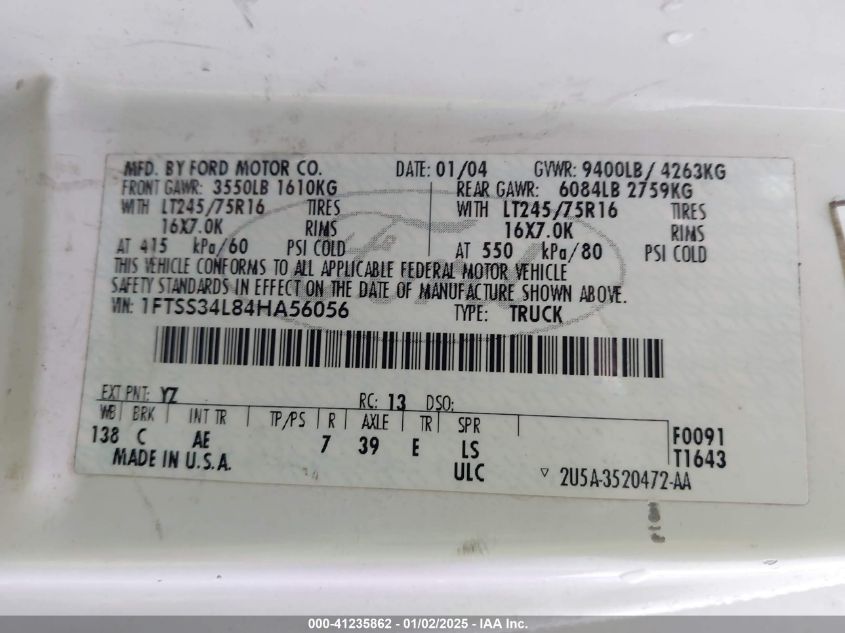 MFD. BY FORD MOTOR CO. DATE: 01/04 GVWR: 9400LB/ 4263KG
FRONT GAWR: 3550LB 1610KG REAR GAWR: 6084LB 2759KG
WITH LT245/75R16 TIRES WITH LT245/75R16 TIRES
16X7.0K RIMS 16X7.0K RIMS
AT 415 kPa/60 PSI COLD AT 550 kPa/80 PSI COLD
THIS VEHICLE CONFORMS TO ALL APPLICABLE FEDERAL MOTOR VEHICLE
SAFETY STANDARDS IN EFFECT ON THE DATE OF MANUFACTURE SHOWN ABOVE.
VIN: 1FTSS34L84HA56056 TYPE: TRUCK
EXT PNT: YZ RC: 13 DSO:
WB BRK INT TR TP/PS R AXLE TR SPR
138 C AE 7 39 E LS F0091
MADE IN U.S.A. ULC T1643
▽ 2U5A-3520472-AA
000-41235862 - 01/02/2025 - IAA Inc.